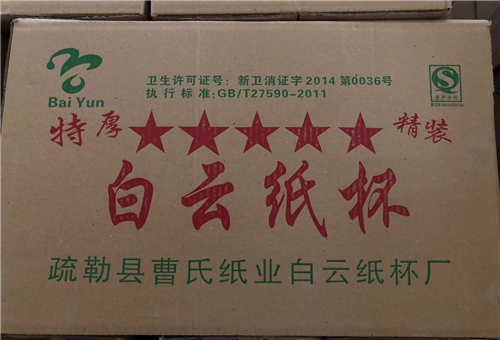 Bai Yun
卫生许可证号：新卫消证字2014第0036号
执行标准:GB/T27590-2011
特厚★★★★★精装
白云纸杯
疏勒县曹氏纸业白云纸杯厂